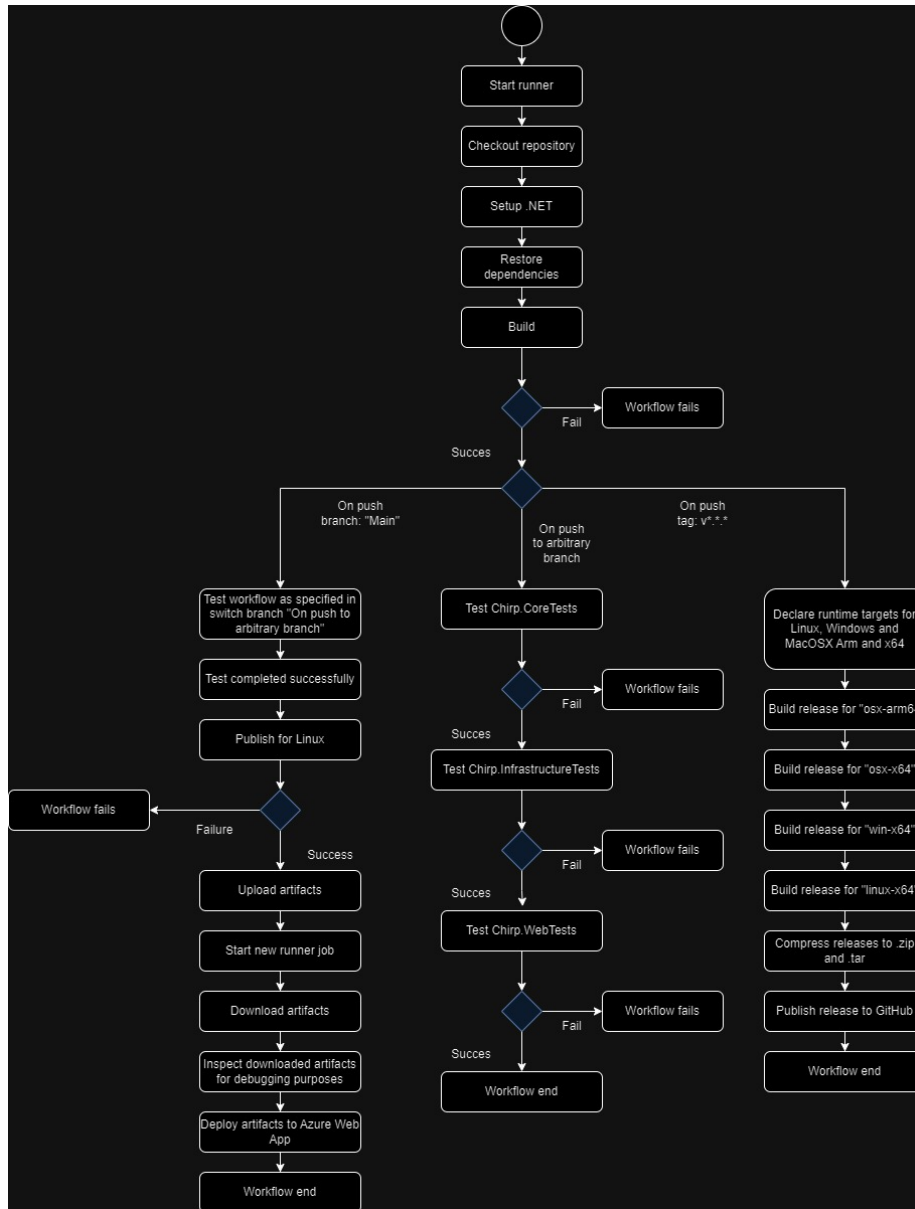 Start runner
Checkout repository
Setup .NET
Restore
dependencies
Build
Workflow fails
Fail
Succes
On push
branch: "Main"
On push
to arbitrary
branch
On push
tag: v*.*.*
Test workflow as specified in
switch branch "On push to
arbitrary branch"
Test completed successfully
Publish for Linux
Workflow fails
Failure
Success
Upload artifacts
Start new runner job
Download artifacts
Inspect downloaded artifacts
for debugging purposes
Deploy artifacts to Azure Web
App
Workflow end
Test Chirp.CoreTests
Workflow fails
Fail
Succes
Test Chirp.InfrastructureTests
Workflow fails
Fail
Succes
Test Chirp.WebTests
Workflow fails
Fail
Succes
Workflow end
Declare runtime targets for
Linux, Windows and
MacOSX Arm and x64
Build release for "osx-arm64
Build release for "osx-x64"
Build release for "win-x64"
Build release for "linux-x64"
Compress releases to .zip
and .tar
Publish release to GitHub
Workflow end